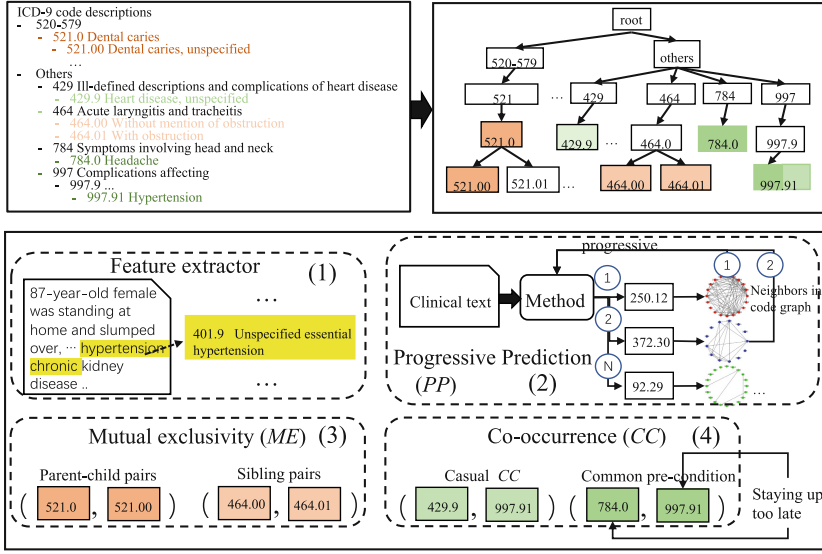 ICD-9 code descriptions
- 520-579
- 521.0 Dental caries
- 521.00 Dental caries, unspecified
...
- Others
- 429 Ill-defined descriptions and complications of heart disease
- 429.9 Heart disease, unspecified
- 464 Acute laryngitis and tracheitis
- 464.00 Without mention of obstruction
- 464.01 With obstruction
- 784 Symptoms involving head and neck
- 784.0 Headache
- 997 Complications affecting
- 997.9 ...
- 997.91 Hypertension
root
520-579
others
521
...
429
464
784
997
521.0
429.9
...
464.0
784.0
997.9
521.00
521.01
...
464.00
464.01
997.91
Feature extractor
(1)
87-year-old female
was standing at
home and slumped
over, ... hypertension
chronic kidney
disease ..
...
401.9 Unspecified essential
hypertension
...
progressive
Clinical text
Method
1
2
N
250.12
372.30
92.29
1
2
Neighbors in
code graph
...
Progressive Prediction
(PP)
(2)
Mutual exclusivity (ME)
(3)
Parent-child pairs
Sibling pairs
( 521.0 , 521.00 )
( 464.00 , 464.01 )
Co-occurrence (CC)
(4)
Casual CC
Common pre-condition
( 429.9 , 997.91 )
( 784.0 , 997.91 )
Staying up
too late